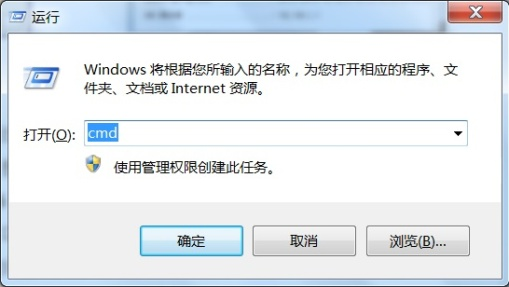 运行
Windows 将根据您所输入的名称，为您打开相应的程序、文
件夹、文档或 Internet 资源。
打开(O): cmd
使用管理权限创建此任务。
确定 取消 浏览(B)...